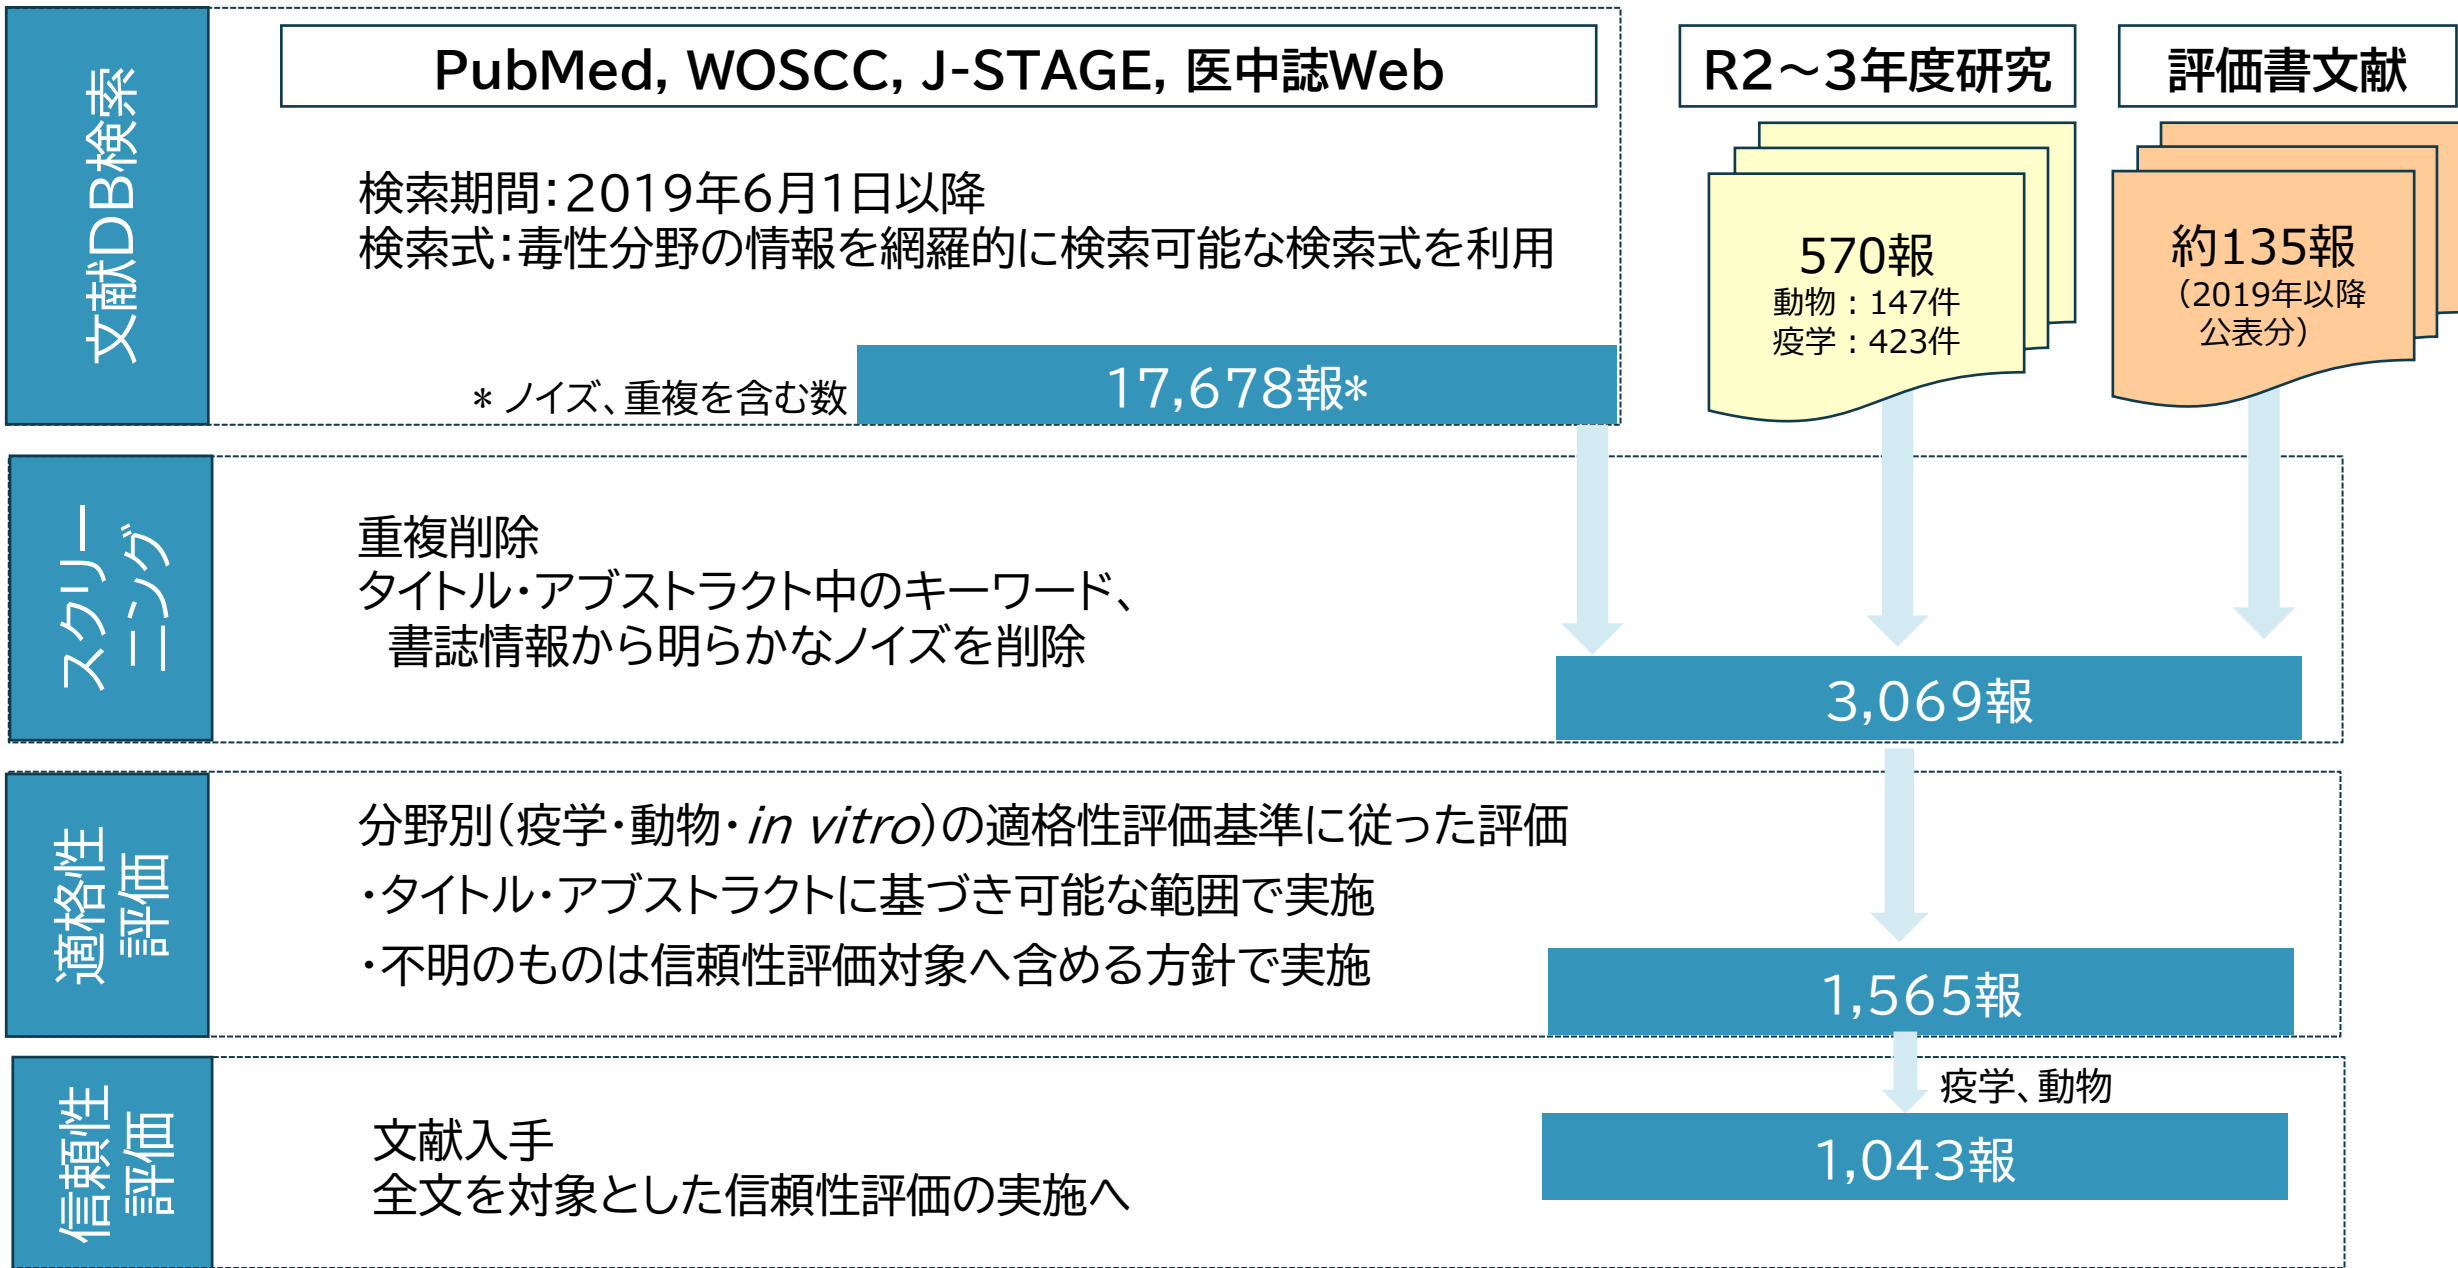 文献DB検索
PubMed, WOSCC, J-STAGE, 医中誌Web
検索期間：2019年6月1日以降
検索式：毒性分野の情報を網羅的に検索可能な検索式を利用
* ノイズ、重複を含む数
17,678報*
R2～3年度研究
570報
動物：147件
疫学：423件
評価書文献
約135報
（2019年以降
公表分）
スクリー
ニング
重複削除
タイトル・アブストラクト中のキーワード、
書誌情報から明らかなノイズを削除
3,069報
適格性
評価
分野別（疫学・動物・in vitro）の適格性評価基準に従った評価
・タイトル・アブストラクトに基づき可能な範囲で実施
・不明のものは信頼性評価対象へ含める方針で実施
1,565報
疫学、動物
信頼性
評価
文献入手
全文を対象とした信頼性評価の実施へ
1,043報